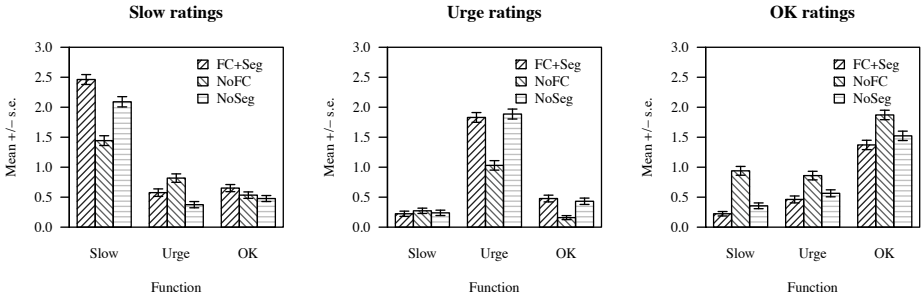 Slow ratings
Mean +/− s.e.
3.0
2.5
2.0
1.5
1.0
0.5
0.0
FC+Seg
NoFC
NoSeg
Slow Urge OK
Function
Urge ratings
Mean +/− s.e.
3.0
2.5
2.0
1.5
1.0
0.5
0.0
FC+Seg
NoFC
NoSeg
Slow Urge OK
Function
OK ratings
Mean +/− s.e.
3.0
2.5
2.0
1.5
1.0
0.5
0.0
FC+Seg
NoFC
NoSeg
Slow Urge OK
Function